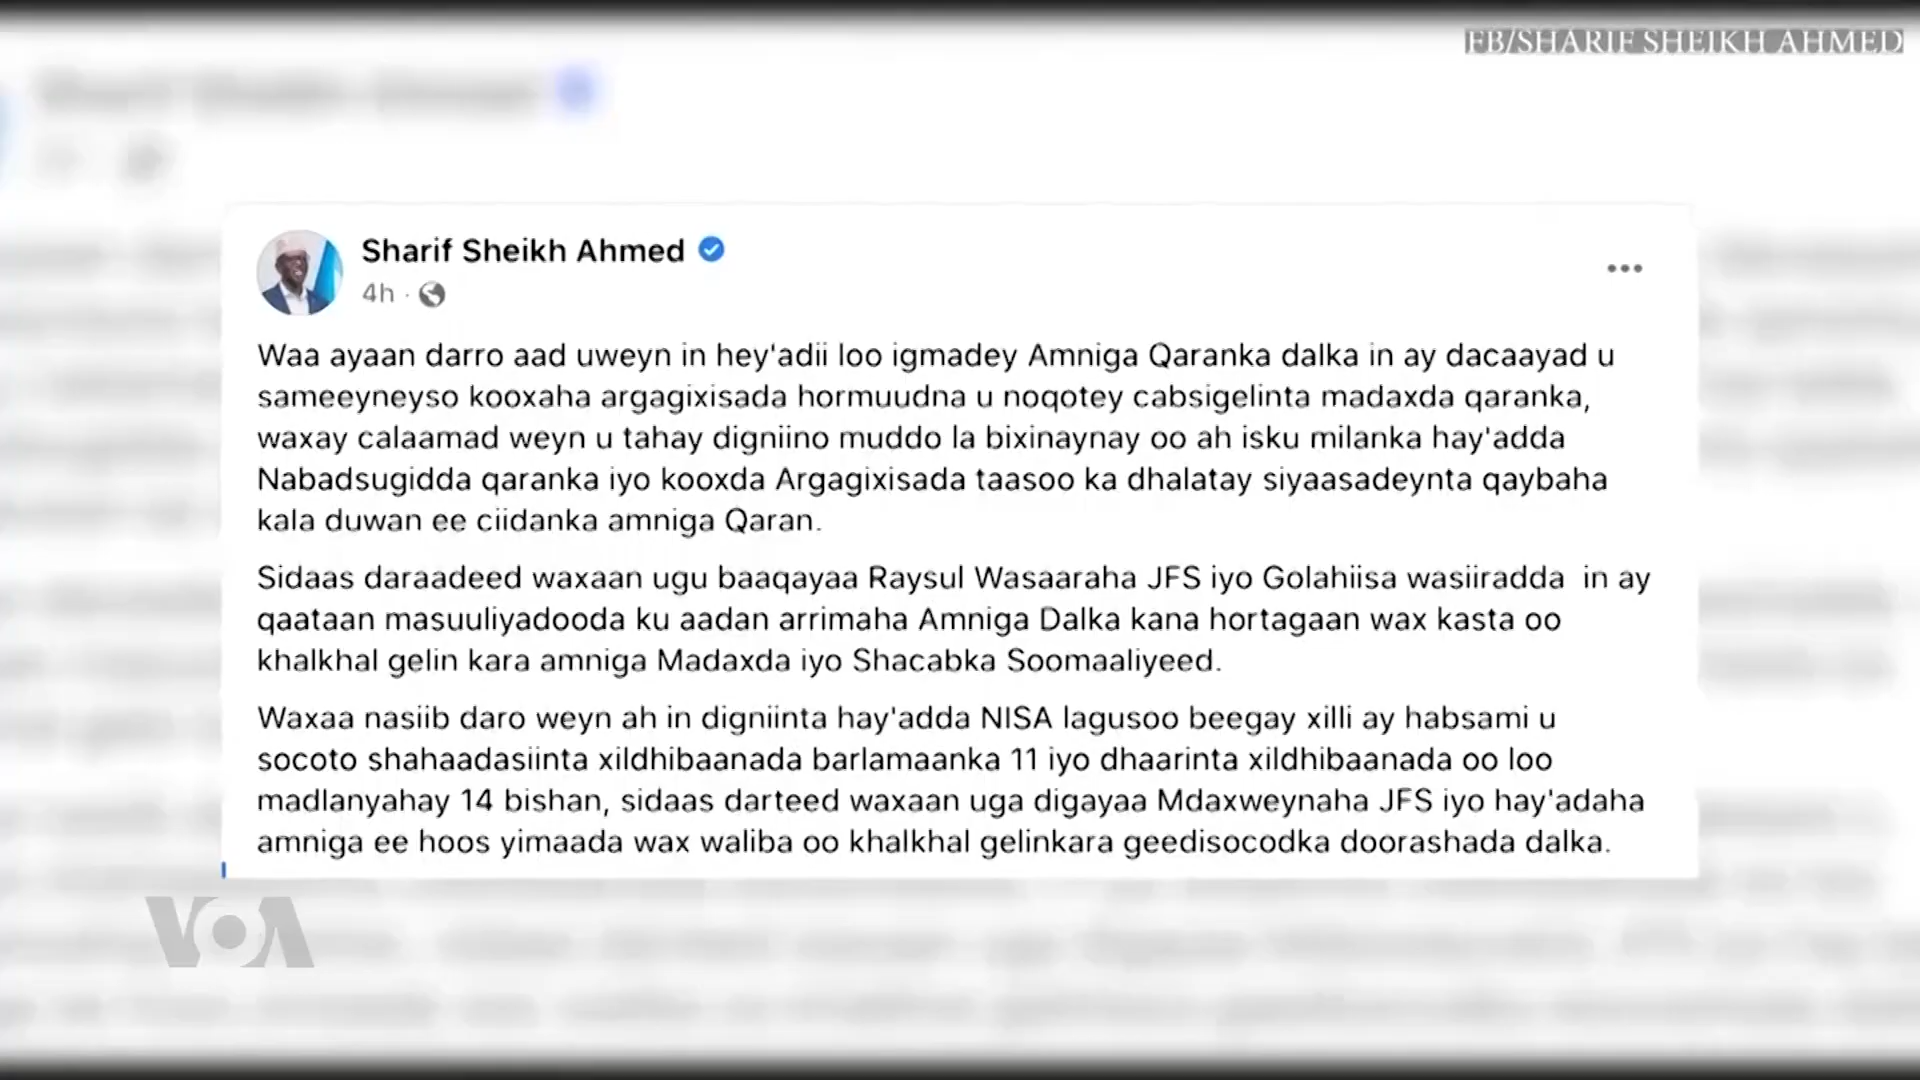 FB/SHARIF SHEIKH AHMED
Sharif Sheikh Ahmed
4h ·
Waa ayaan darro aad uweyn in hey'adii loo igmadey Amniga Qaranka dalka in ay dacaayad u
sameeyneyso kooxaha argagixisada hormuudna u noqotey cabsigelinta madaxda qaranka,
waxay calaamad weyn u tahay digniino muddo la bixinaynay oo ah isku milanka hay'adda
Nabadsugidda qaranka iyo kooxda Argagixisada taasoo ka dhalatay siyaasadeynta qaybaha
kala duwan ee ciidanka amniga Qaran.
Sidaas daraadeed waxaan ugu baaqayaa Raysul Wasaaraha JFS iyo Golahiisa wasiiradda in ay
qaataan masuuliyadooda ku aadan arrimaha Amniga Dalka kana hortagaan wax kasta oo
khalkhal gelin kara amniga Madaxda iyo Shacabka Soomaaliyeed.
Waxaa nasiib daro weyn ah in digniinta hay'adda NISA lagusoo beegay xilli ay habsami u
socoto shahaadasiinta xildhibaanada barlamaanka 11 iyo dhaarinta xildhibaanada oo loo
madlanyahay 14 bishan, sidaas darteed waxaan uga digayaa Mdaxweynaha JFS iyo hay'adaha
amniga ee hoos yimaada wax waliba oo khalkhal gelinkara geedisocodka doorashada dalka.
VOA